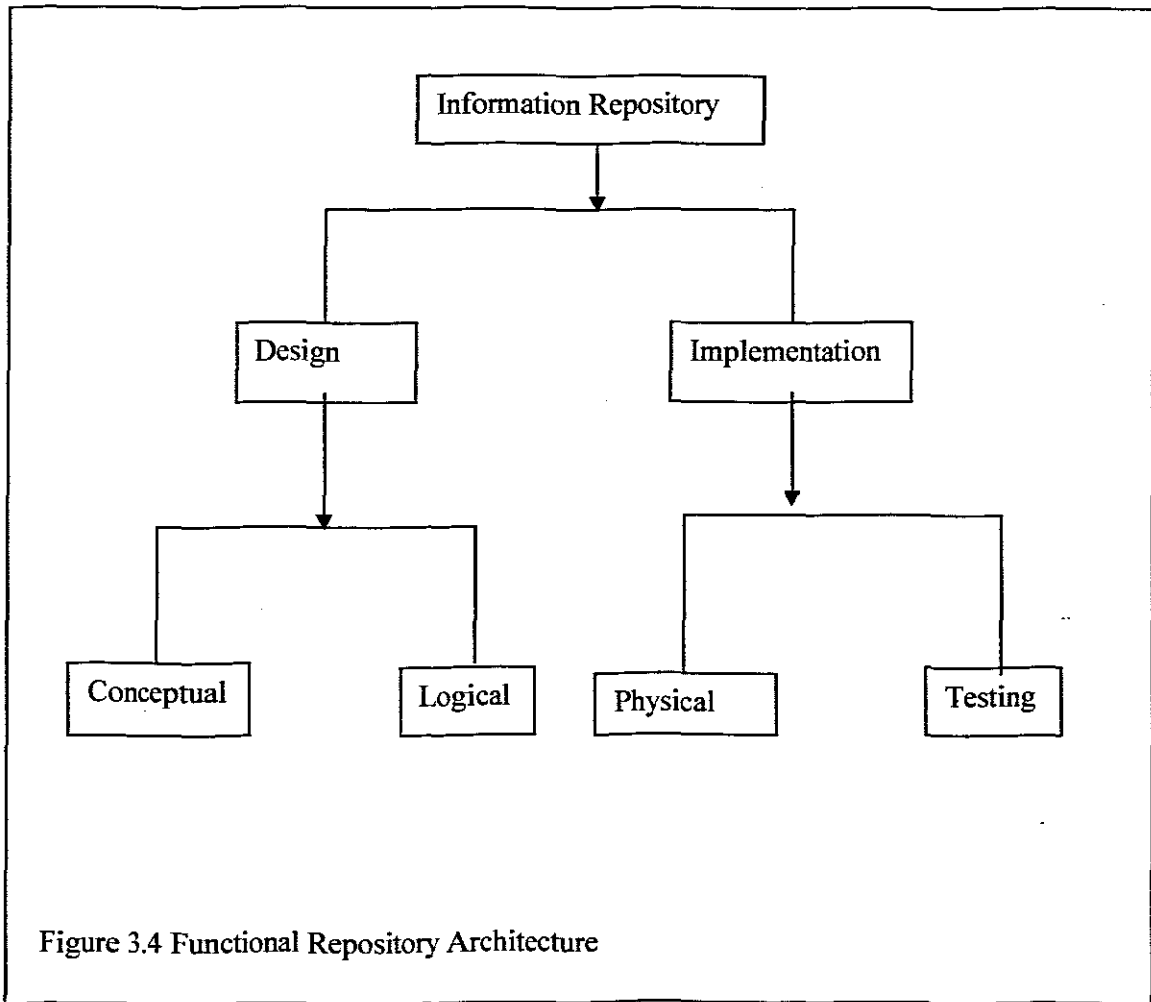 Information Repository
Design
Implementation
Conceptual
Logical
Physical
Testing
Figure 3.4 Functional Repository Architecture